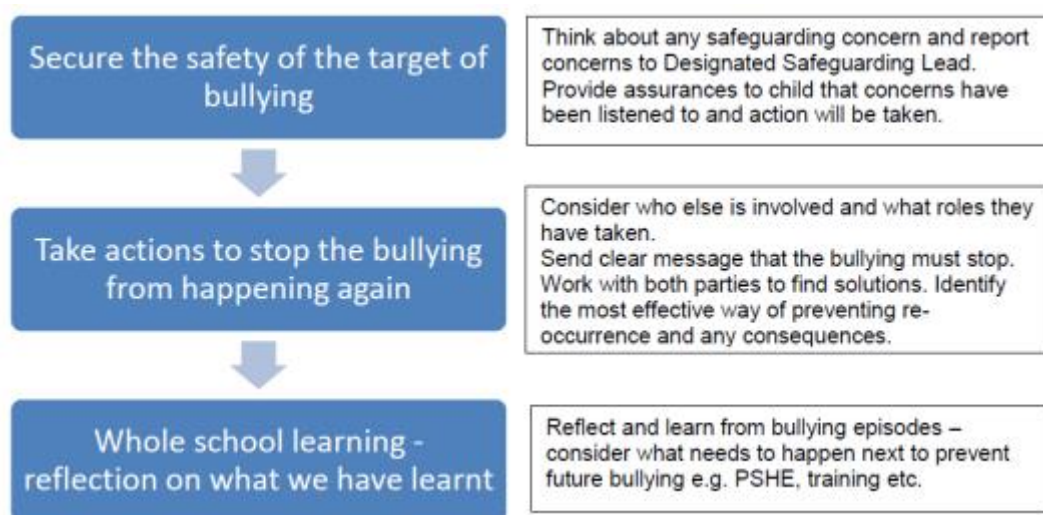 Secure the safety of the target of
bullying
Think about any safeguarding concern and report
concerns to Designated Safeguarding Lead.
Provide assurances to child that concerns have
been listened to and action will be taken.
Take actions to stop the bullying
from happening again
Consider who else is involved and what roles they
have taken.
Send clear message that the bullying must stop.
Work with both parties to find solutions. Identify
the most effective way of preventing re-
occurrence and any consequences.
Whole school learning -
reflection on what we have learnt
Reflect and learn from bullying episodes –
consider what needs to happen next to prevent
future bullying e.g. PSHE, training etc.